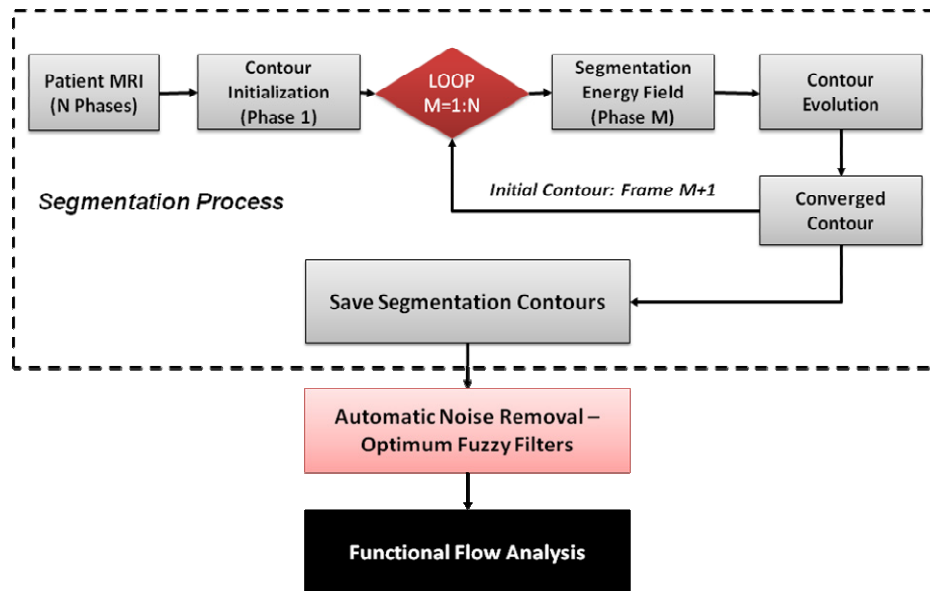 Patient MRI
(N Phases)
Contour
Initialization
(Phase 1)
LOOP
M=1:N
Segmentation
Energy Field
(Phase M)
Contour
Evolution
Segmentation Process
Initial Contour: Frame M+1
Converged
Contour
Save Segmentation Contours
Automatic Noise Removal –
Optimum Fuzzy Filters
Functional Flow Analysis